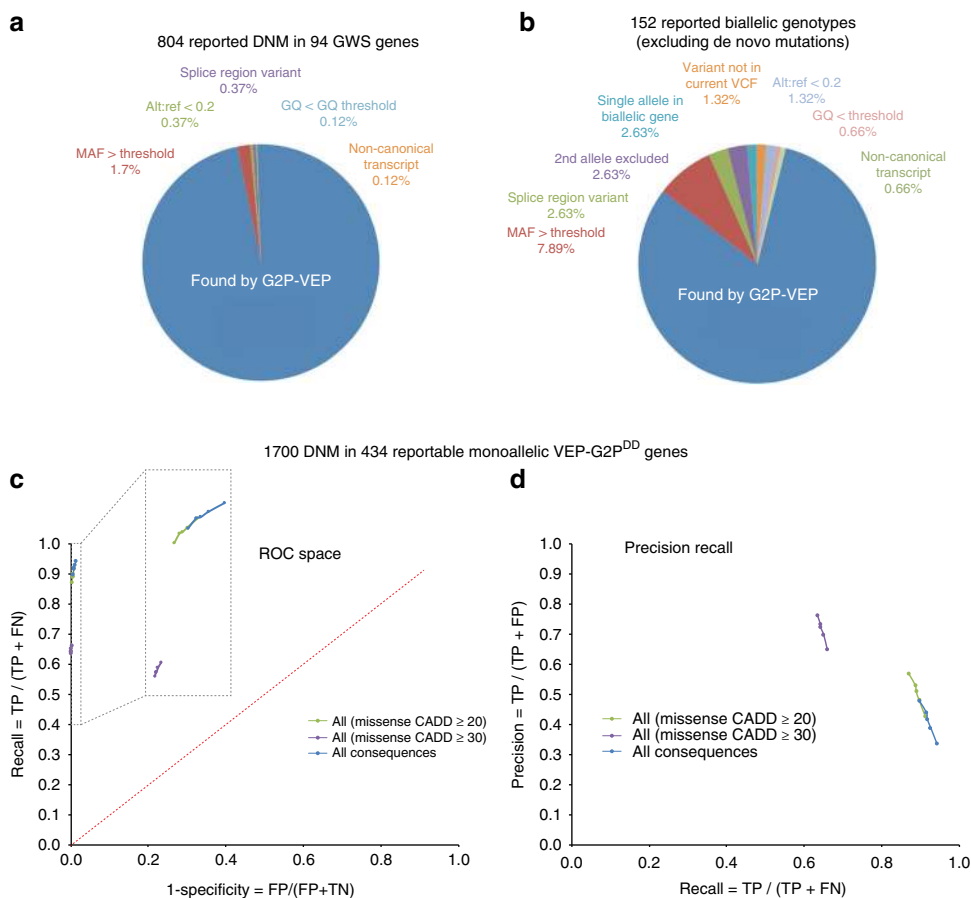 a
804 reported DNM in 94 GWS genes
Splice region variant
0.37%
Alt:ref < 0.2
0.37%
GQ < GQ threshold
0.12%
MAF > threshold
1.7%
Non-canonical
transcript
0.12%
Found by G2P-VEP
b
152 reported biallelic genotypes
(excluding de novo mutations)
Variant not in
current VCF
1.32%
Alt:ref < 0.2
1.32%
Single allele in
biallelic gene
2.63%
GQ < threshold
0.66%
2nd allele excluded
2.63%
Non-canonical
transcript
0.66%
Splice region variant
2.63%
MAF > threshold
7.89%
Found by G2P-VEP
1700 DNM in 434 reportable monoallelic VEP-G2P^DD genes
c
ROC space
Recall = TP / (TP + FN)
1.0
0.9
0.8
0.7
0.6
0.5
0.4
0.3
0.2
0.1
0.0
All (missense CADD ≥ 20)
All (missense CADD ≥ 30)
All consequences
0.0 0.2 0.4 0.6 0.8 1.0
1-specificity = FP/(FP+TN)
d
Precision recall
Precision = TP / (TP + FP)
1.0
0.9
0.8
0.7
0.6
0.5
0.4
0.3
0.2
0.1
0.0
All (missense CADD ≥ 20)
All (missense CADD ≥ 30)
All consequences
0.0 0.2 0.4 0.6 0.8 1.0
Recall = TP / (TP + FN)